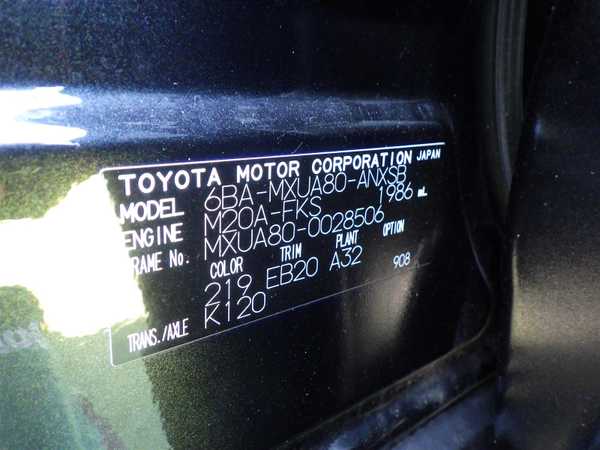 TOYOTA MOTOR CORPORATION JAPAN
MODEL 6BA-MXUA80-ANXSB
ENGINE M20A-FKS 1986 mL
FRAME No. MXUA80-0028506
COLOR TRIM PLANT OPTION
219 EB20 A32 908
TRANS./AXLE K120